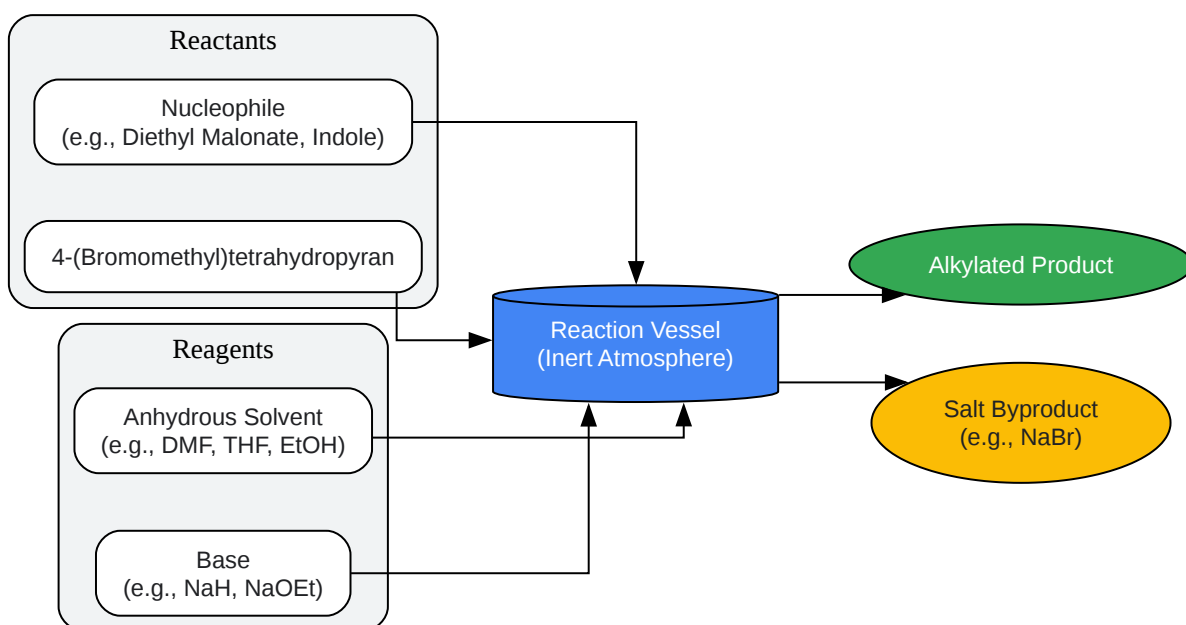 Reactants
Nucleophile
(e.g., Diethyl Malonate, Indole)
4-(Bromomethyl)tetrahydropyran
Reagents
Anhydrous Solvent
(e.g., DMF, THF, EtOH)
Base
(e.g., NaH, NaOEt)
Reaction Vessel
(Inert Atmosphere)
Alkylated Product
Salt Byproduct
(e.g., NaBr)